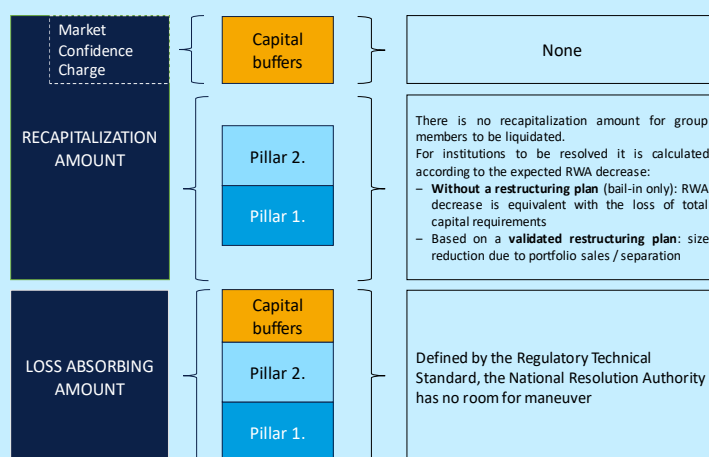 Market
Confidence
Charge
Capital
buffers
None
RECAPITALIZATION
AMOUNT
Pillar 2.
Pillar 1.
There is no recapitalization amount for group
members to be liquidated.
For institutions to be resolved it is calculated
according to the expected RWA decrease:
– Without a restructuring plan (bail-in only): RWA
decrease is equivalent with the loss of total
capital requirements
– Based on a validated restructuring plan: size
reduction due to portfolio sales / separation
LOSS ABSORBING
AMOUNT
Capital
buffers
Pillar 2.
Pillar 1.
Defined by the Regulatory Technical
Standard, the National Resolution Authority
has no room for maneuver